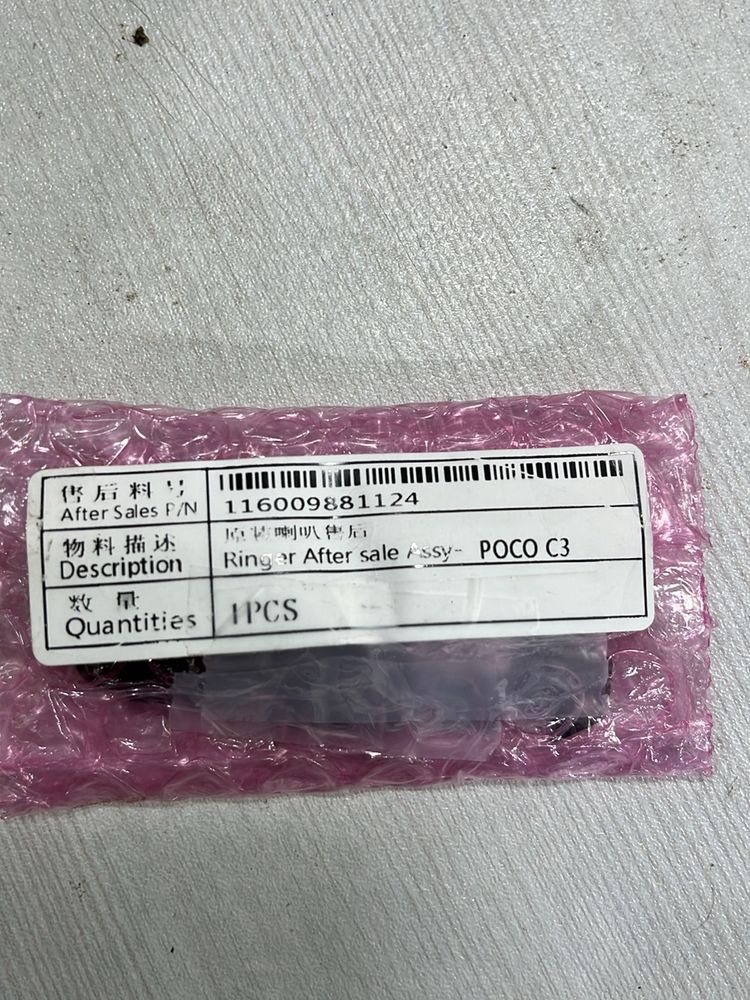 售后料号
After Sales P/N
116009881124
物料描述
Description
原装喇叭售后
Ringer After sale Assy- POCO C3
数量
Quantities
1PCS